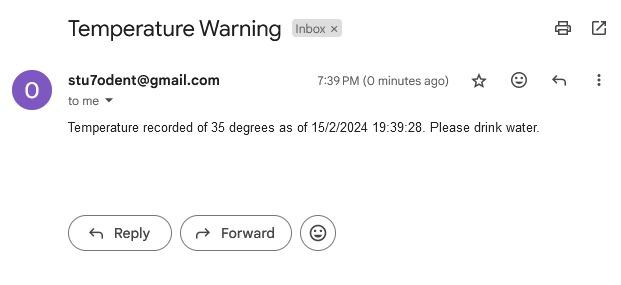 Temperature Warning Inbox ×
O
stu7odent@gmail.com 7:39 PM (0 minutes ago)
to me
Temperature recorded of 35 degrees as of 15/2/2024 19:39:28. Please drink water.
Reply Forward